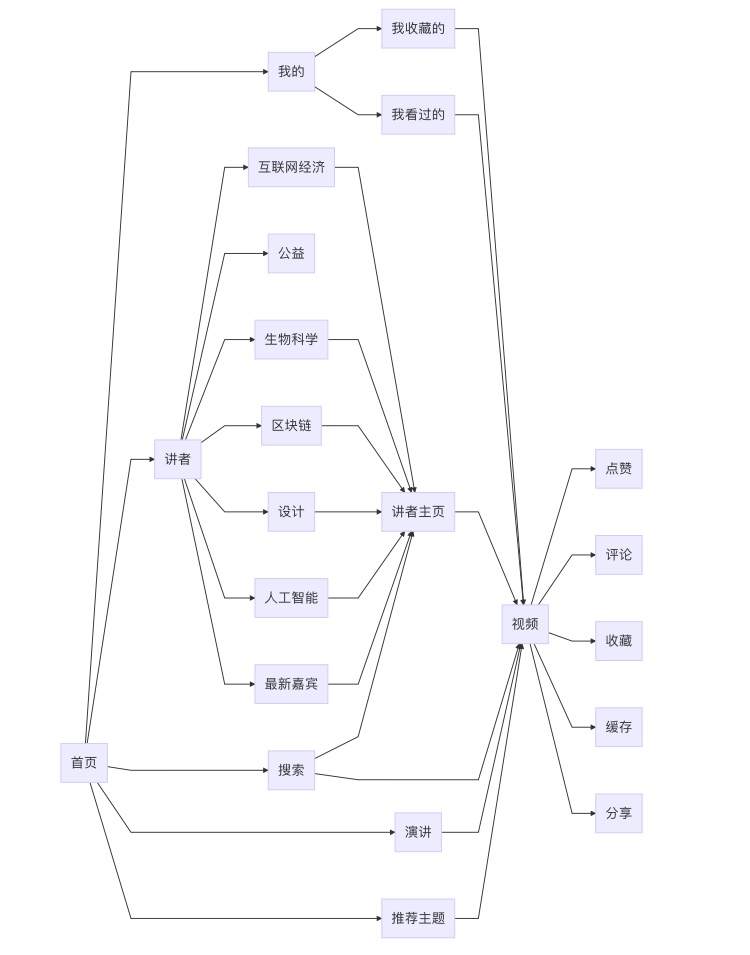 我收藏的
我的
我看过的
互联网经济
公益
生物科学
区块链
讲者
点赞
设计
讲者主页
评论
人工智能
视频
收藏
最新嘉宾
缓存
首页
搜索
分享
演讲
推荐主题